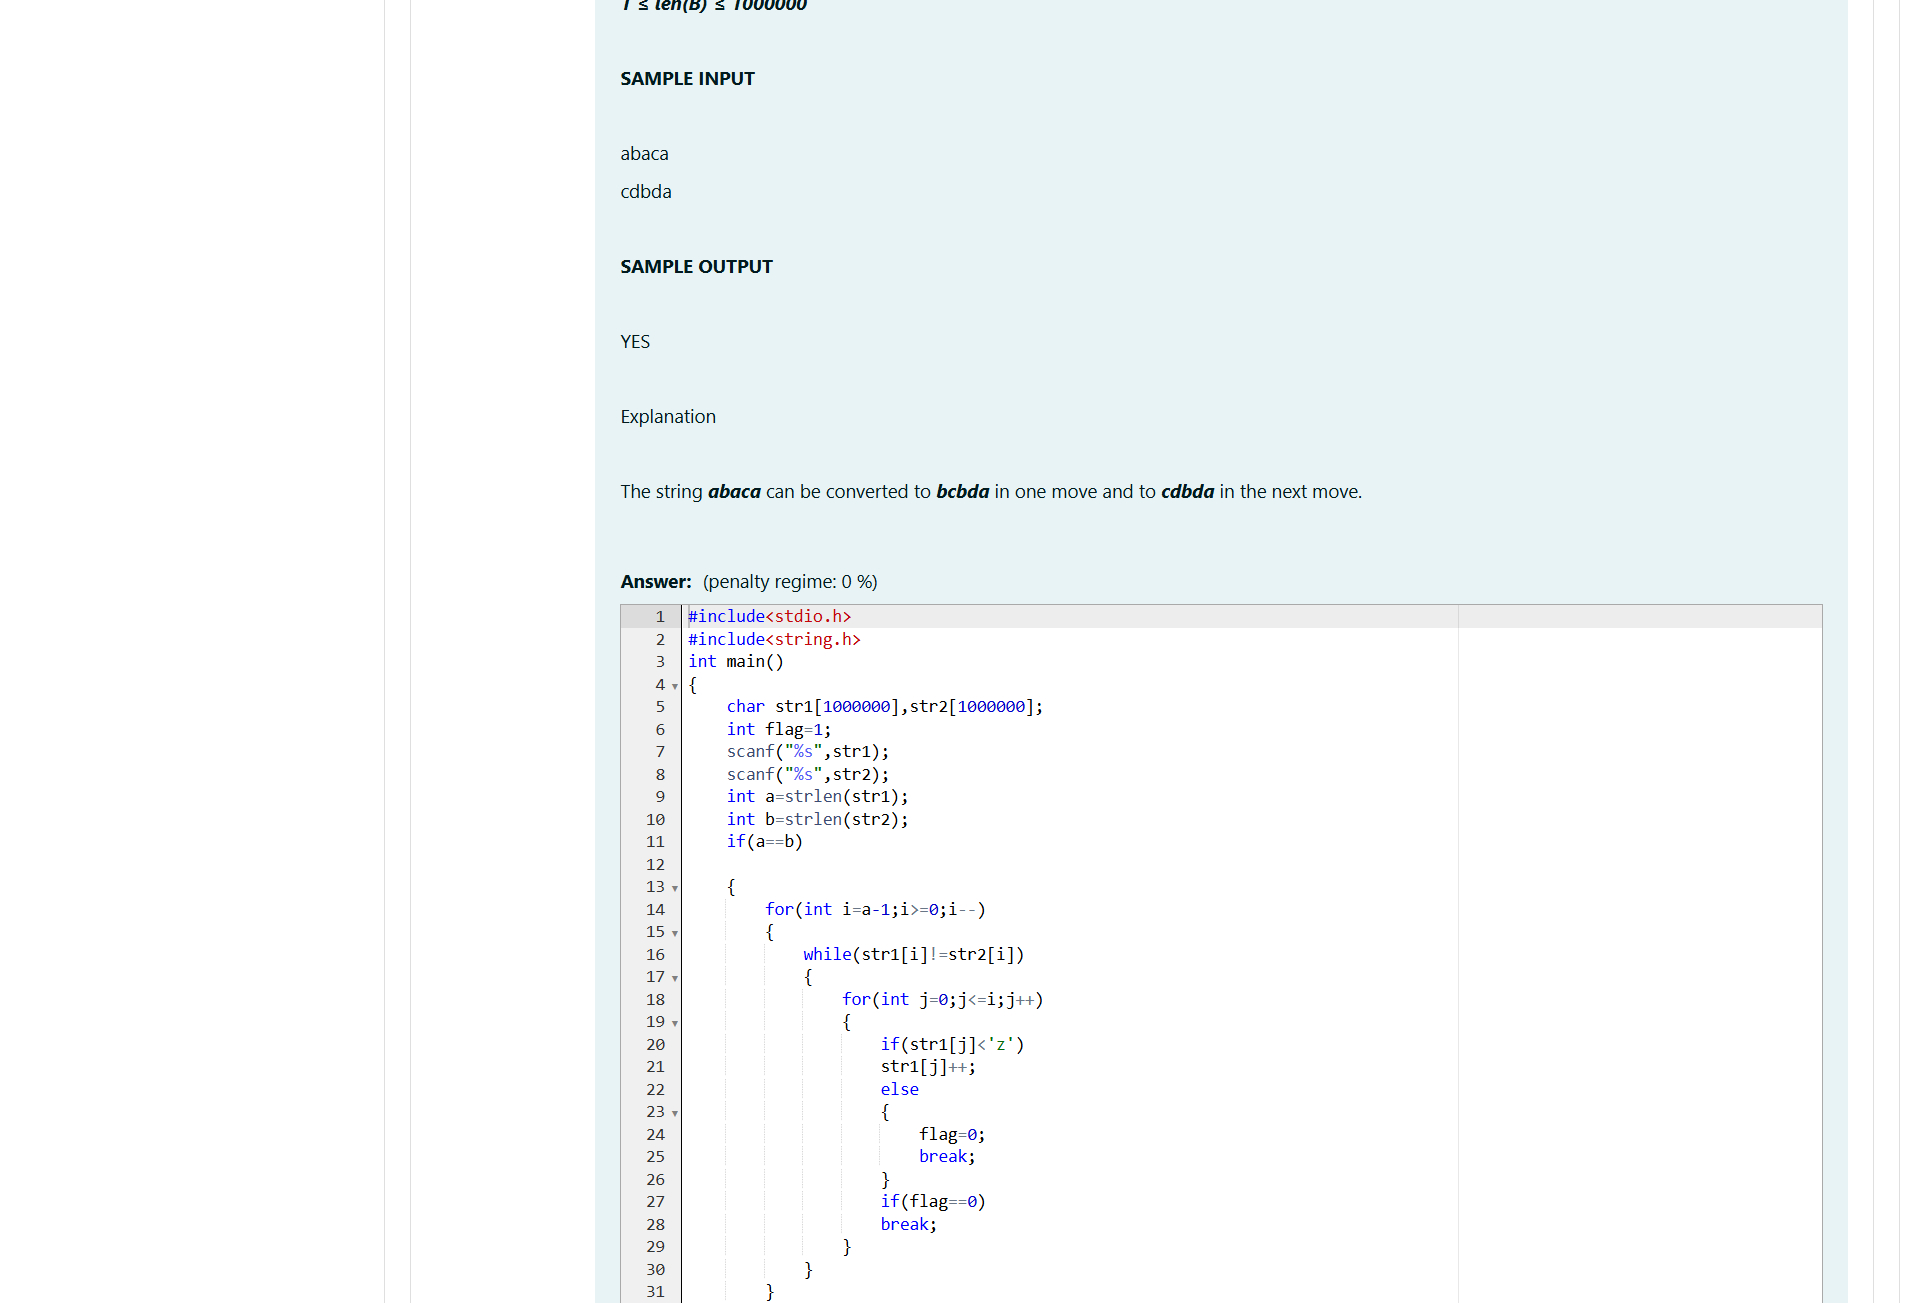 1 ≤ len(B) ≤ 1000000
SAMPLE INPUT
abaca
cdbda
SAMPLE OUTPUT
YES
Explanation
The string abaca can be converted to bcbda in one move and to cdbda in the next move.
Answer: (penalty regime: 0 %)
1 #include<stdio.h>
2 #include<string.h>
3 int main()
4 {
5 char str1[1000000],str2[1000000];
6 int flag=1;
7 scanf("%s",str1);
8 scanf("%s",str2);
9 int a=strlen(str1);
10 int b=strlen(str2);
11 if(a==b)
12
13 {
14 for(int i=a-1;i>=0;i--)
15 {
16 while(str1[i]!=str2[i])
17 {
18 for(int j=0;j<=i;j++)
19 {
20 if(str1[j]<'z')
21 str1[j]++;
22 else
23 {
24 flag=0;
25 break;
26 }
27 if(flag==0)
28 break;
29 }
30 }
31 }